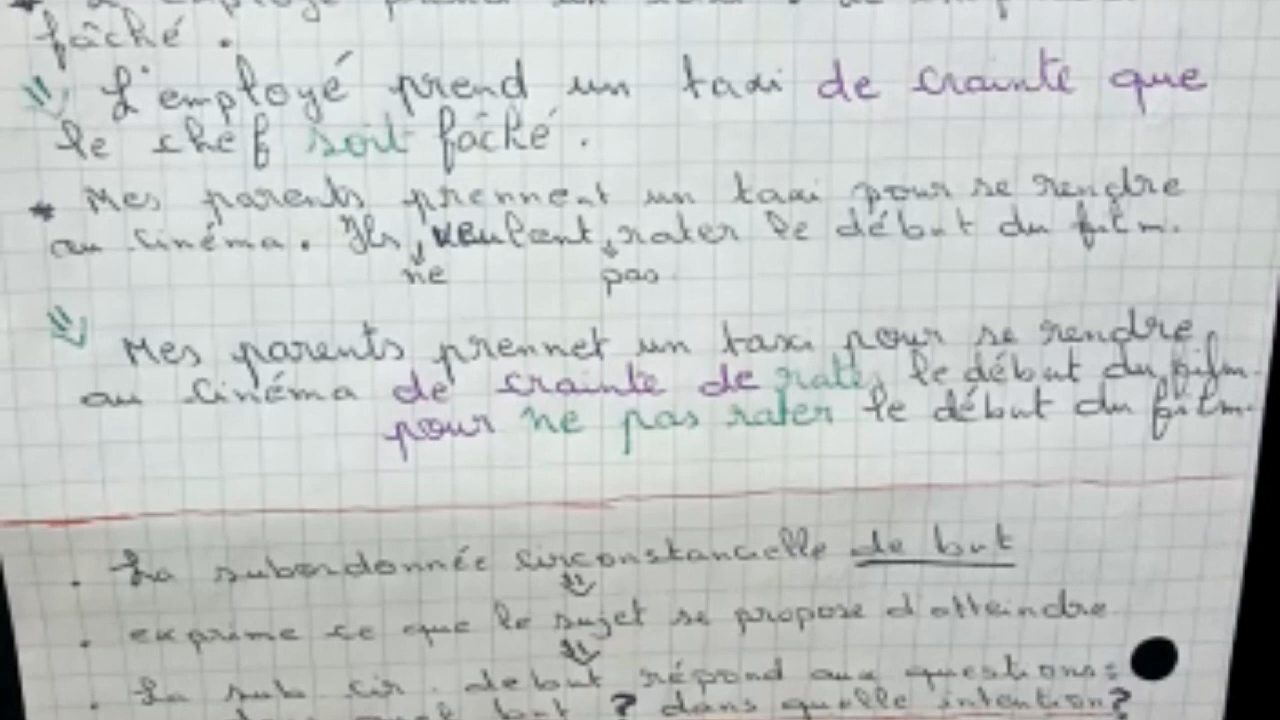 fâché.
L'employé prend un taxi de crainte que
le chef soit fâché.
* Mes parents prennent un taxi pour se rendre
au cinéma. Ils veulent rater le début du film.
ne pas
Mes parents prennet un taxi pour se rendre
au cinéma de crainte de rater le début du film.
pour ne pas rater le début du film.
. La subordonnée circonstancielle de but
. exprime ce que le sujet se propose d'atteindre
. La sub cir. de but répond aux questions:
but ? dans quelle intention?